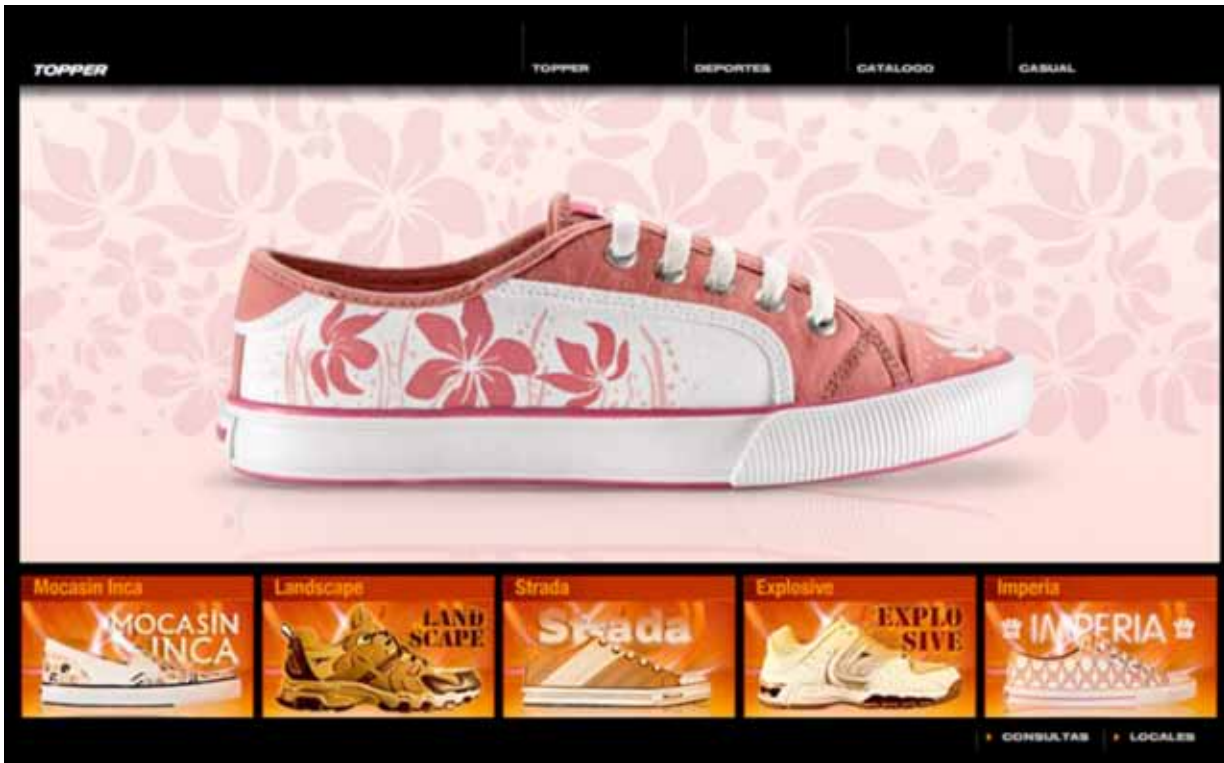 TOPPER
TOPPER
DEPORTES
CATALOGO
CASUAL
Mocasin Inca
MOCASÍN
INCA
Landscape
LAND
SCAPE
Strada
Strada
Explosive
EXPLO
SIVE
Imperia
IMPERIA
CONSULTAS
LOCALES